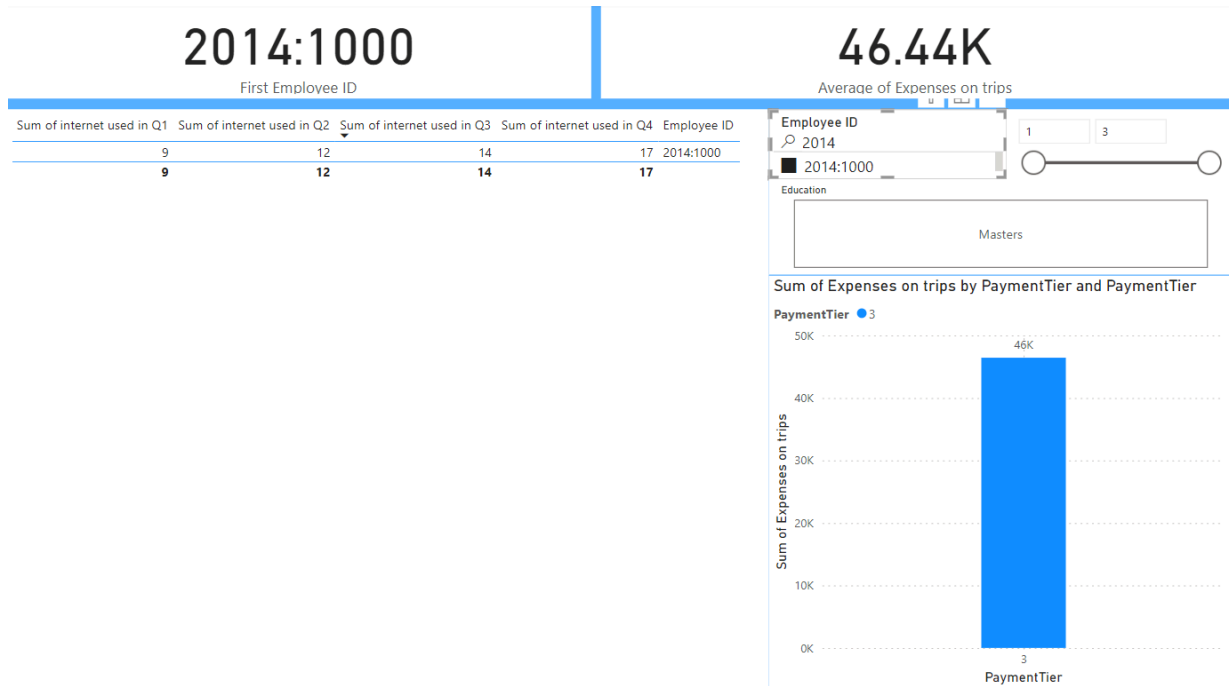 2014:1000
First Employee ID
46.44K
Average of Expenses on trips
Sum of internet used in Q1 Sum of internet used in Q2 Sum of internet used in Q3 Sum of internet used in Q4 Employee ID
9 12 14 17 2014:1000
9 12 14 17
Employee ID
2014
2014:1000
1 3
Education
Masters
Sum of Expenses on trips by PaymentTier and PaymentTier
PaymentTier 3
50K
46K
40K
30K
20K
10K
0K
Sum of Expenses on trips
3
PaymentTier